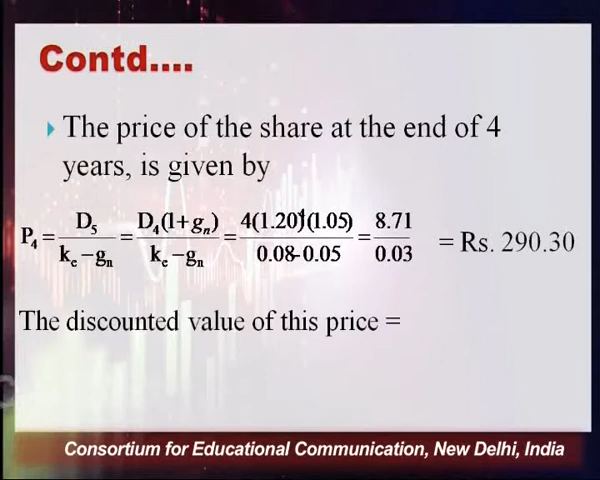 Contd....
The price of the share at the end of 4
years, is given by
P₄ = D₅ / (kₑ – gₙ) = D₄(1+gₙ) / (kₑ – gₙ) = 4(1.20)⁴(1.05) / (0.08-0.05) = 8.71 / 0.03 = Rs. 290.30
The discounted value of this price =
Consortium for Educational Communication, New Delhi, India